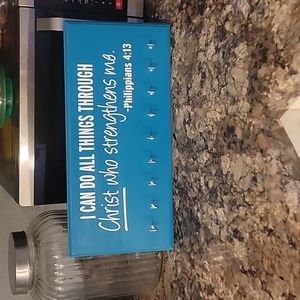 I CAN DO ALL THINGS THROUGH
Christ who strengthens me.
-Philippians 4:13